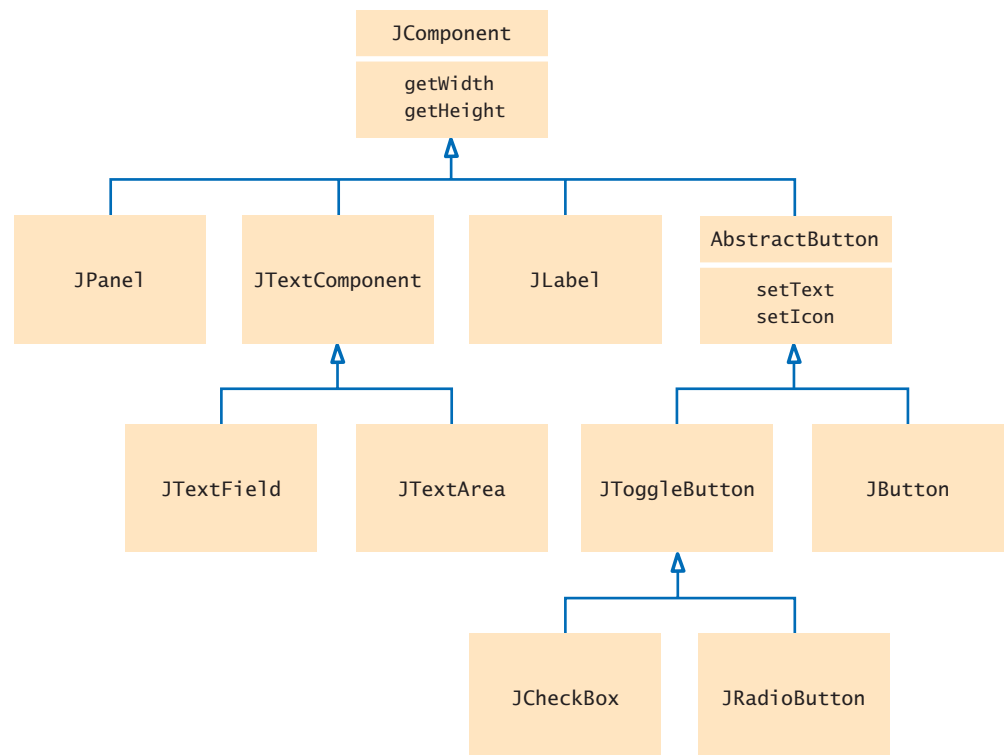 JComponent
getWidth
getHeight
JPanel
JTextComponent
JLabel
AbstractButton
setText
setIcon
JTextField
JTextArea
JToggleButton
JButton
JCheckBox
JRadioButton